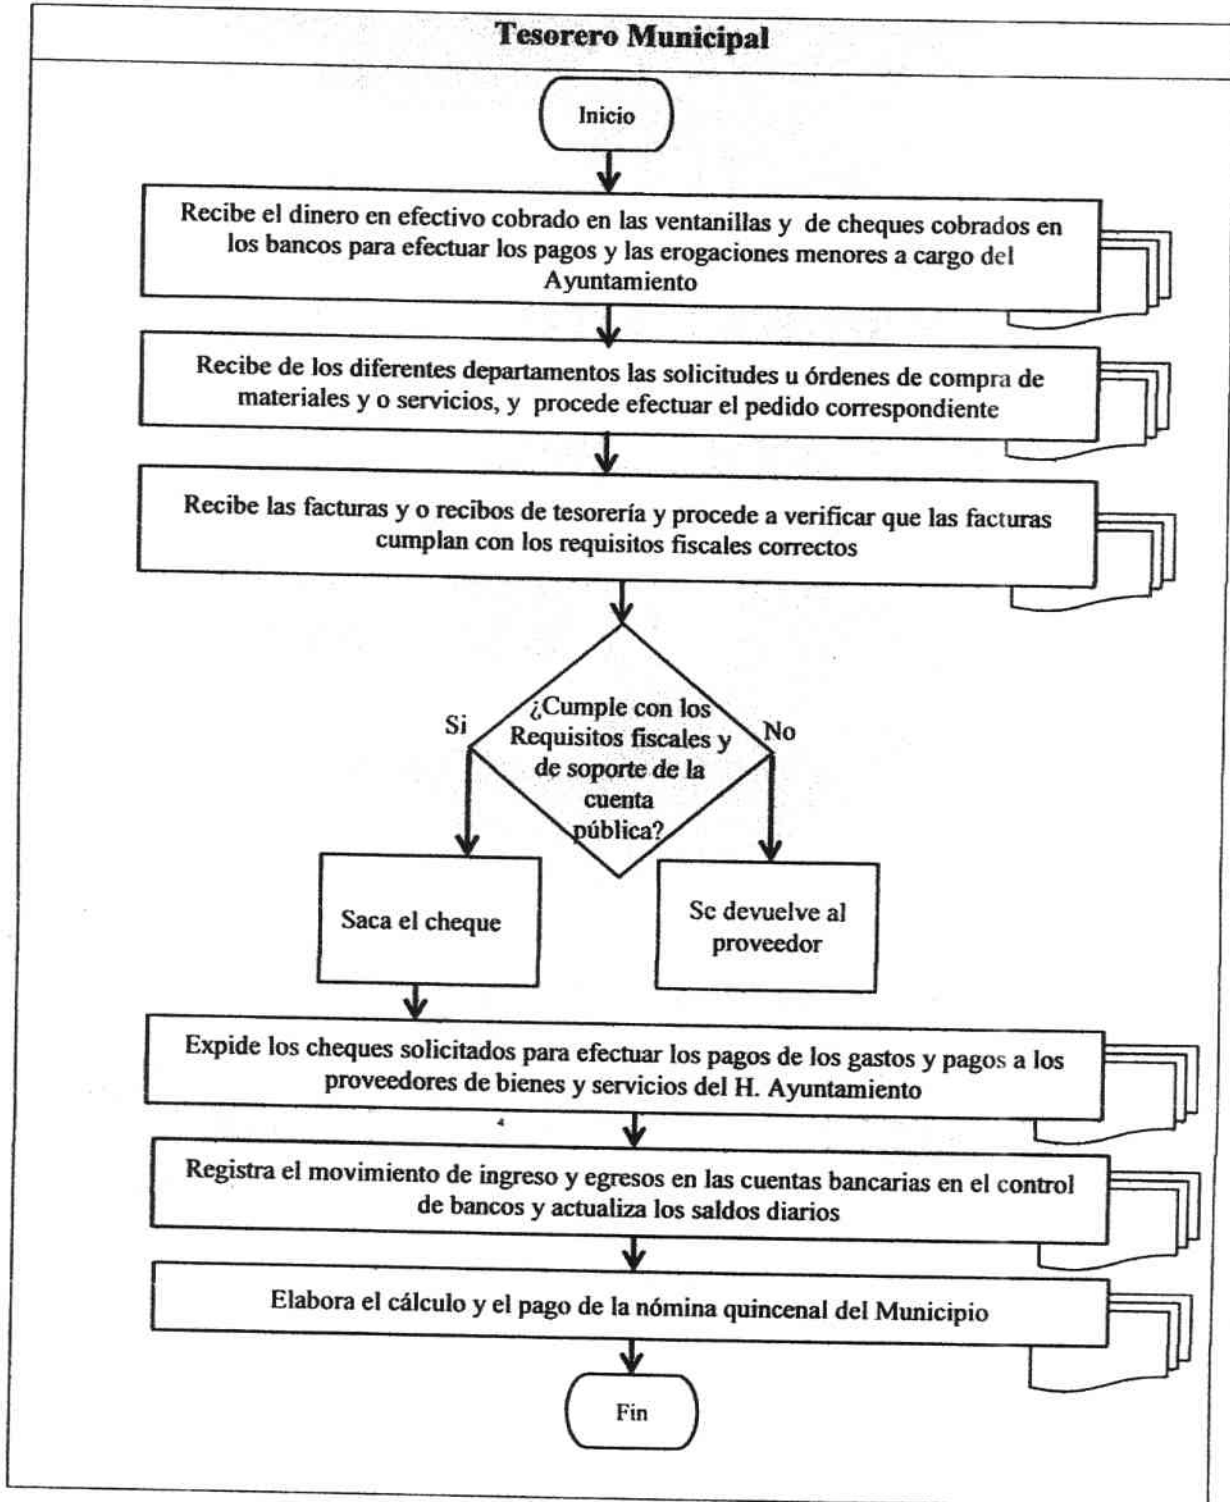 Tesorero Municipal
Inicio
Recibe el dinero en efectivo cobrado en las ventanillas y de cheques cobrados en
los bancos para efectuar los pagos y las erogaciones menores a cargo del
Ayuntamiento
Recibe de los diferentes departamentos las solicitudes u órdenes de compra de
materiales y o servicios, y procede efectuar el pedido correspondiente
Recibe las facturas y o recibos de tesorería y procede a verificar que las facturas
cumplan con los requisitos fiscales correctos
¿Cumple con los
Requisitos fiscales y
de soporte de la
cuenta
pública?
Si
No
Saca el cheque
Se devuelve al
proveedor
Expide los cheques solicitados para efectuar los pagos de los gastos y pagos a los
proveedores de bienes y servicios del H. Ayuntamiento
Registra el movimiento de ingreso y egresos en las cuentas bancarias en el control
de bancos y actualiza los saldos diarios
Elabora el cálculo y el pago de la nómina quincenal del Municipio
Fin